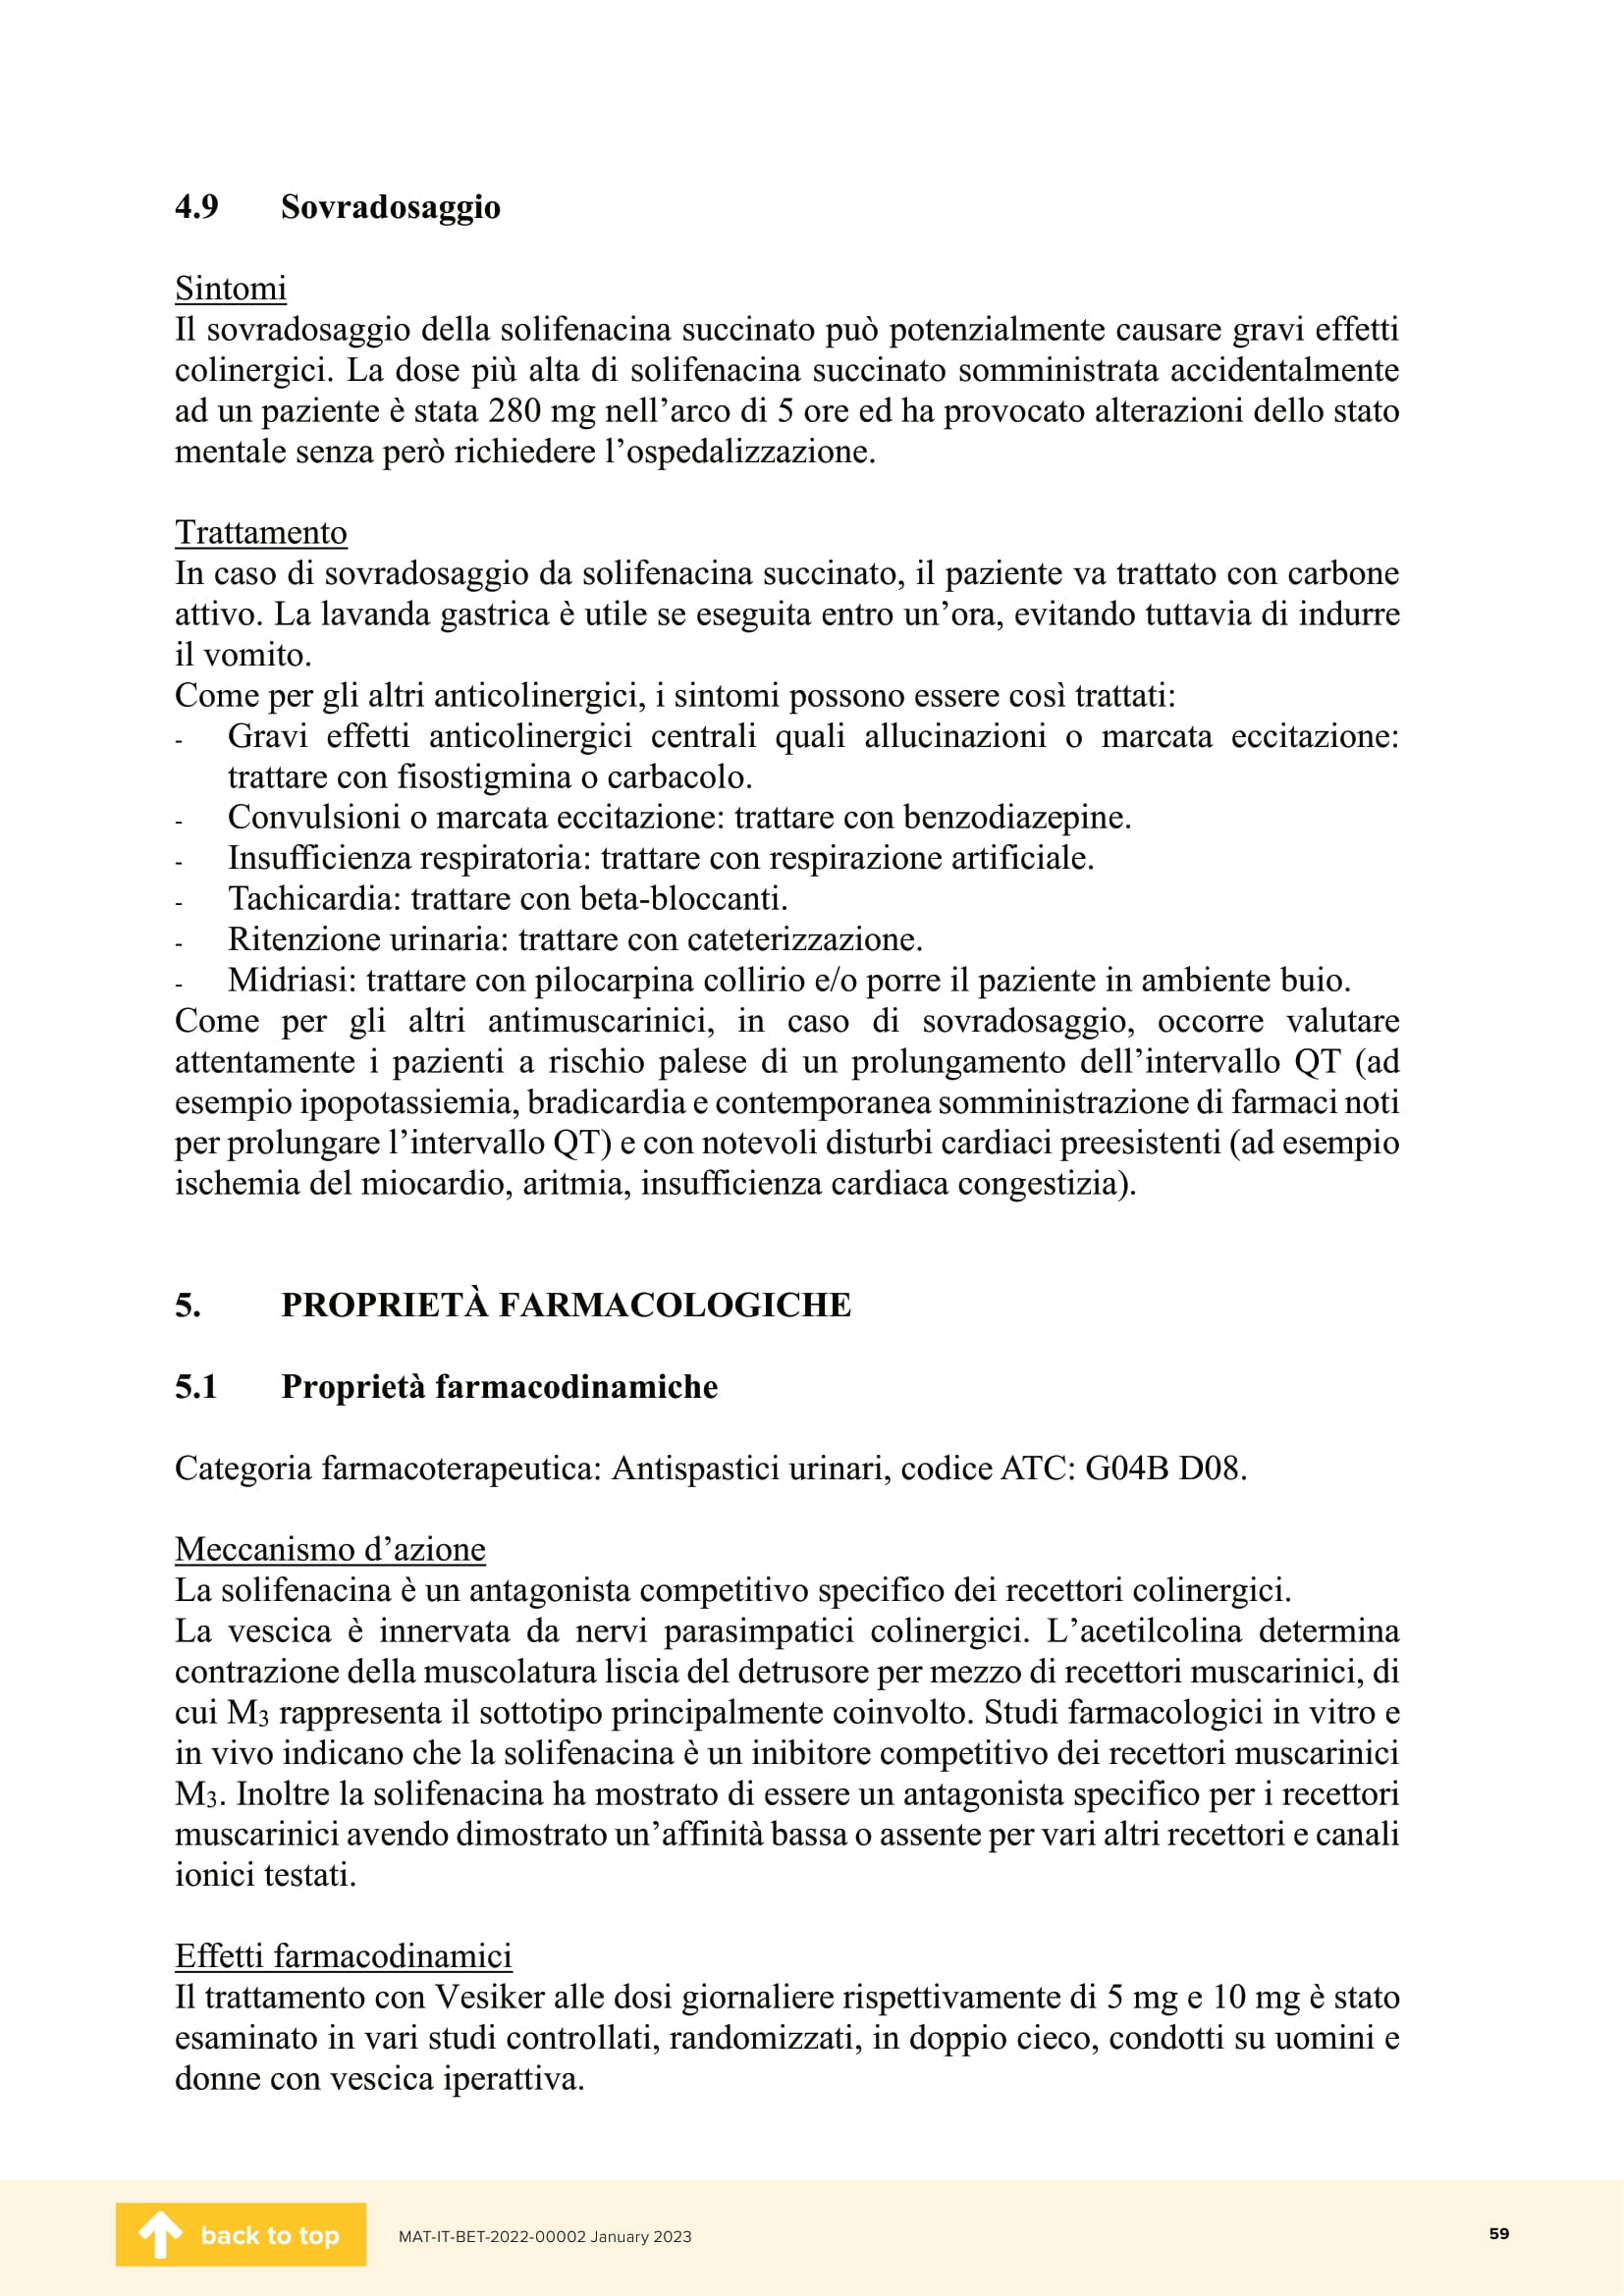 4.9 Sovradosaggio
Sintomi
Il sovradosaggio della solifenacina succinato può potenzialmente causare gravi effetti
colinergici. La dose più alta di solifenacina succinato somministrata accidentalmente
ad un paziente è stata 280 mg nell’arco di 5 ore ed ha provocato alterazioni dello stato
mentale senza però richiedere l’ospedalizzazione.
Trattamento
In caso di sovradosaggio da solifenacina succinato, il paziente va trattato con carbone
attivo. La lavanda gastrica è utile se eseguita entro un’ora, evitando tuttavia di indurre
il vomito.
Come per gli altri anticolinergici, i sintomi possono essere così trattati:
- Gravi effetti anticolinergici centrali quali allucinazioni o marcata eccitazione:
trattare con fisostigmina o carbacolo.
- Convulsioni o marcata eccitazione: trattare con benzodiazepine.
- Insufficienza respiratoria: trattare con respirazione artificiale.
- Tachicardia: trattare con beta-bloccanti.
- Ritenzione urinaria: trattare con cateterizzazione.
- Midriasi: trattare con pilocarpina collirio e/o porre il paziente in ambiente buio.
Come per gli altri antimuscarinici, in caso di sovradosaggio, occorre valutare
attentamente i pazienti a rischio palese di un prolungamento dell’intervallo QT (ad
esempio ipopotassiemia, bradicardia e contemporanea somministrazione di farmaci noti
per prolungare l’intervallo QT) e con notevoli disturbi cardiaci preesistenti (ad esempio
ischemia del miocardio, aritmia, insufficienza cardiaca congestizia).
5. PROPRIETÀ FARMACOLOGICHE
5.1 Proprietà farmacodinamiche
Categoria farmacoterapeutica: Antispastici urinari, codice ATC: G04B D08.
Meccanismo d’azione
La solifenacina è un antagonista competitivo specifico dei recettori colinergici.
La vescica è innervata da nervi parasimpatici colinergici. L’acetilcolina determina
contrazione della muscolatura liscia del detrusore per mezzo di recettori muscarinici, di
cui M3 rappresenta il sottotipo principalmente coinvolto. Studi farmacologici in vitro e
in vivo indicano che la solifenacina è un inibitore competitivo dei recettori muscarinici
M3. Inoltre la solifenacina ha mostrato di essere un antagonista specifico per i recettori
muscarinici avendo dimostrato un’affinità bassa o assente per vari altri recettori e canali
ionici testati.
Effetti farmacodinamici
Il trattamento con Vesiker alle dosi giornaliere rispettivamente di 5 mg e 10 mg è stato
esaminato in vari studi controllati, randomizzati, in doppio cieco, condotti su uomini e
donne con vescica iperattiva.
back to top
MAT-IT-BET-2022-00002 January 2023
59